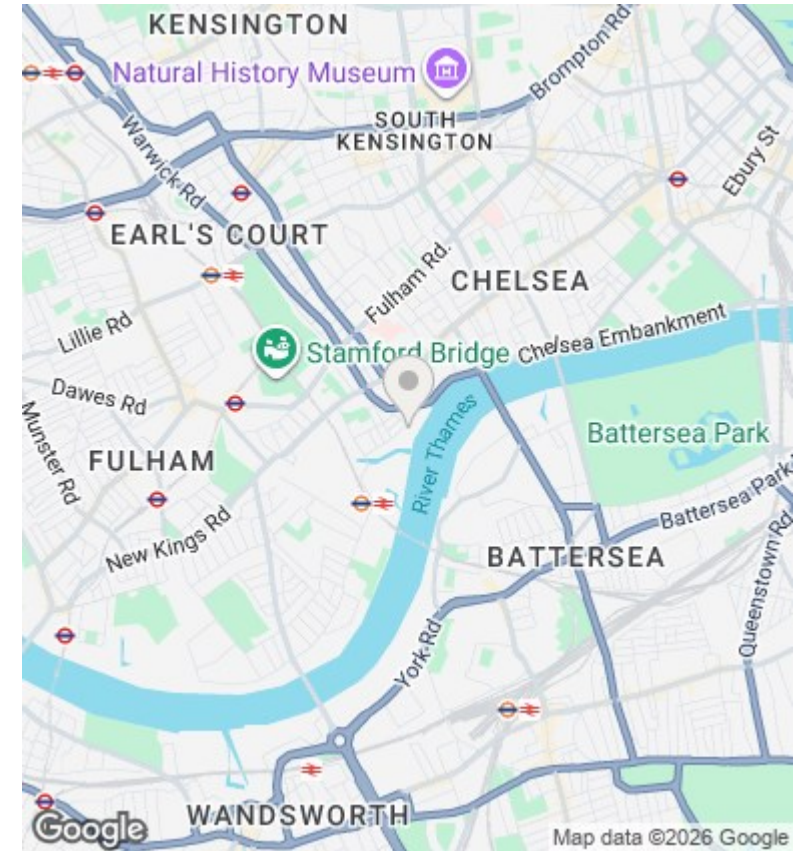 KENSINGTON
Natural History Museum
Brompton Rd
SOUTH
KENSINGTON
Ebury St
Warwick Rd
EARL'S COURT
Fulham Rd.
CHELSEA
Lillie Rd
Chelsea Embankment
Stamford Bridge
Dawes Rd
Munster Rd
River Thames
Battersea Park
FULHAM
Battersea Park
New Kings Rd
BATTERSEA
Queenstown Rd
York Rd
WANDSWORTH
Google
Map data ©2026 Google